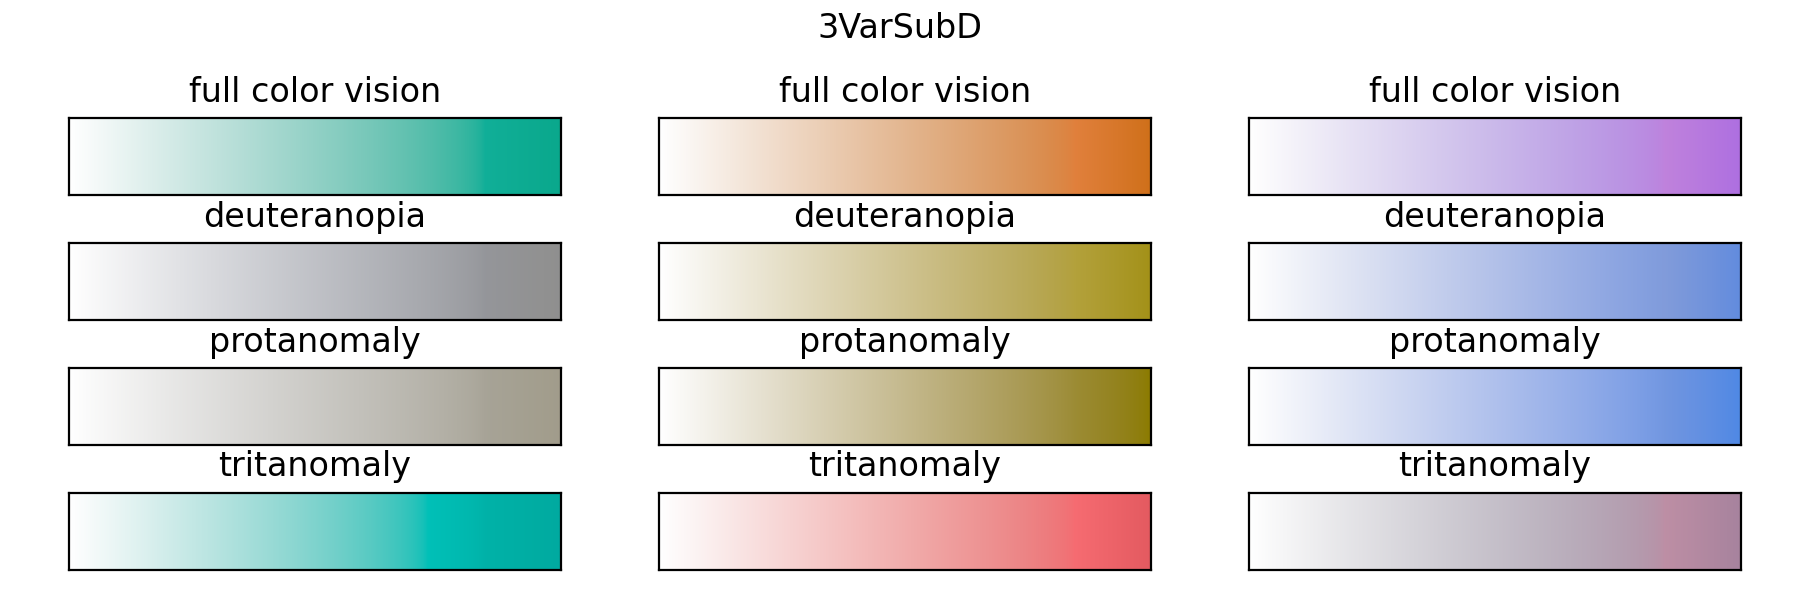 3VarSubD
full color vision
full color vision
full color vision
deuteranopia
deuteranopia
deuteranopia
protanomaly
protanomaly
protanomaly
tritanomaly
tritanomaly
tritanomaly